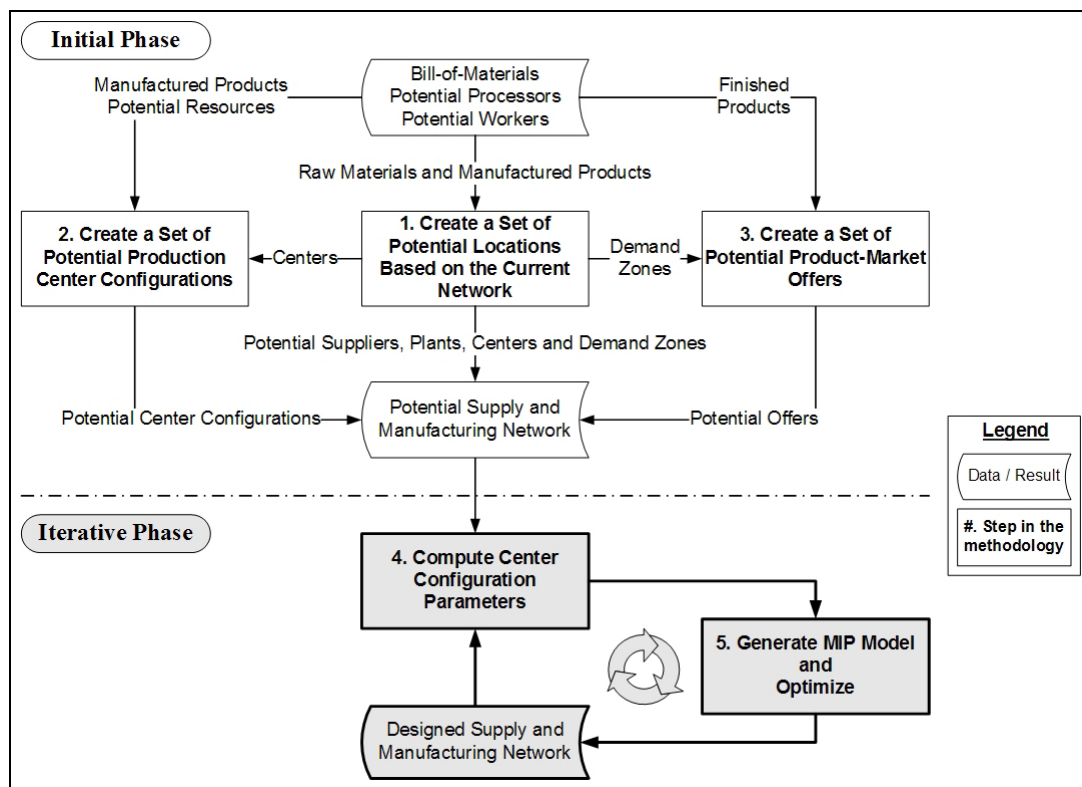 Initial Phase
Manufactured Products
Potential Resources
Bill-of-Materials
Potential Processors
Potential Workers
Finished
Products
Raw Materials and Manufactured Products
2. Create a Set of
Potential Production
Center Configurations
Centers
1. Create a Set of
Potential Locations
Based on the Current
Network
Demand
Zones
3. Create a Set of
Potential Product-Market
Offers
Potential Suppliers, Plants, Centers and Demand Zones
Potential Center Configurations
Potential Supply and
Manufacturing Network
Potential Offers
Legend
Data / Result
#. Step in the
methodology
Iterative Phase
4. Compute Center
Configuration
Parameters
5. Generate MIP Model
and
Optimize
Designed Supply and
Manufacturing Network